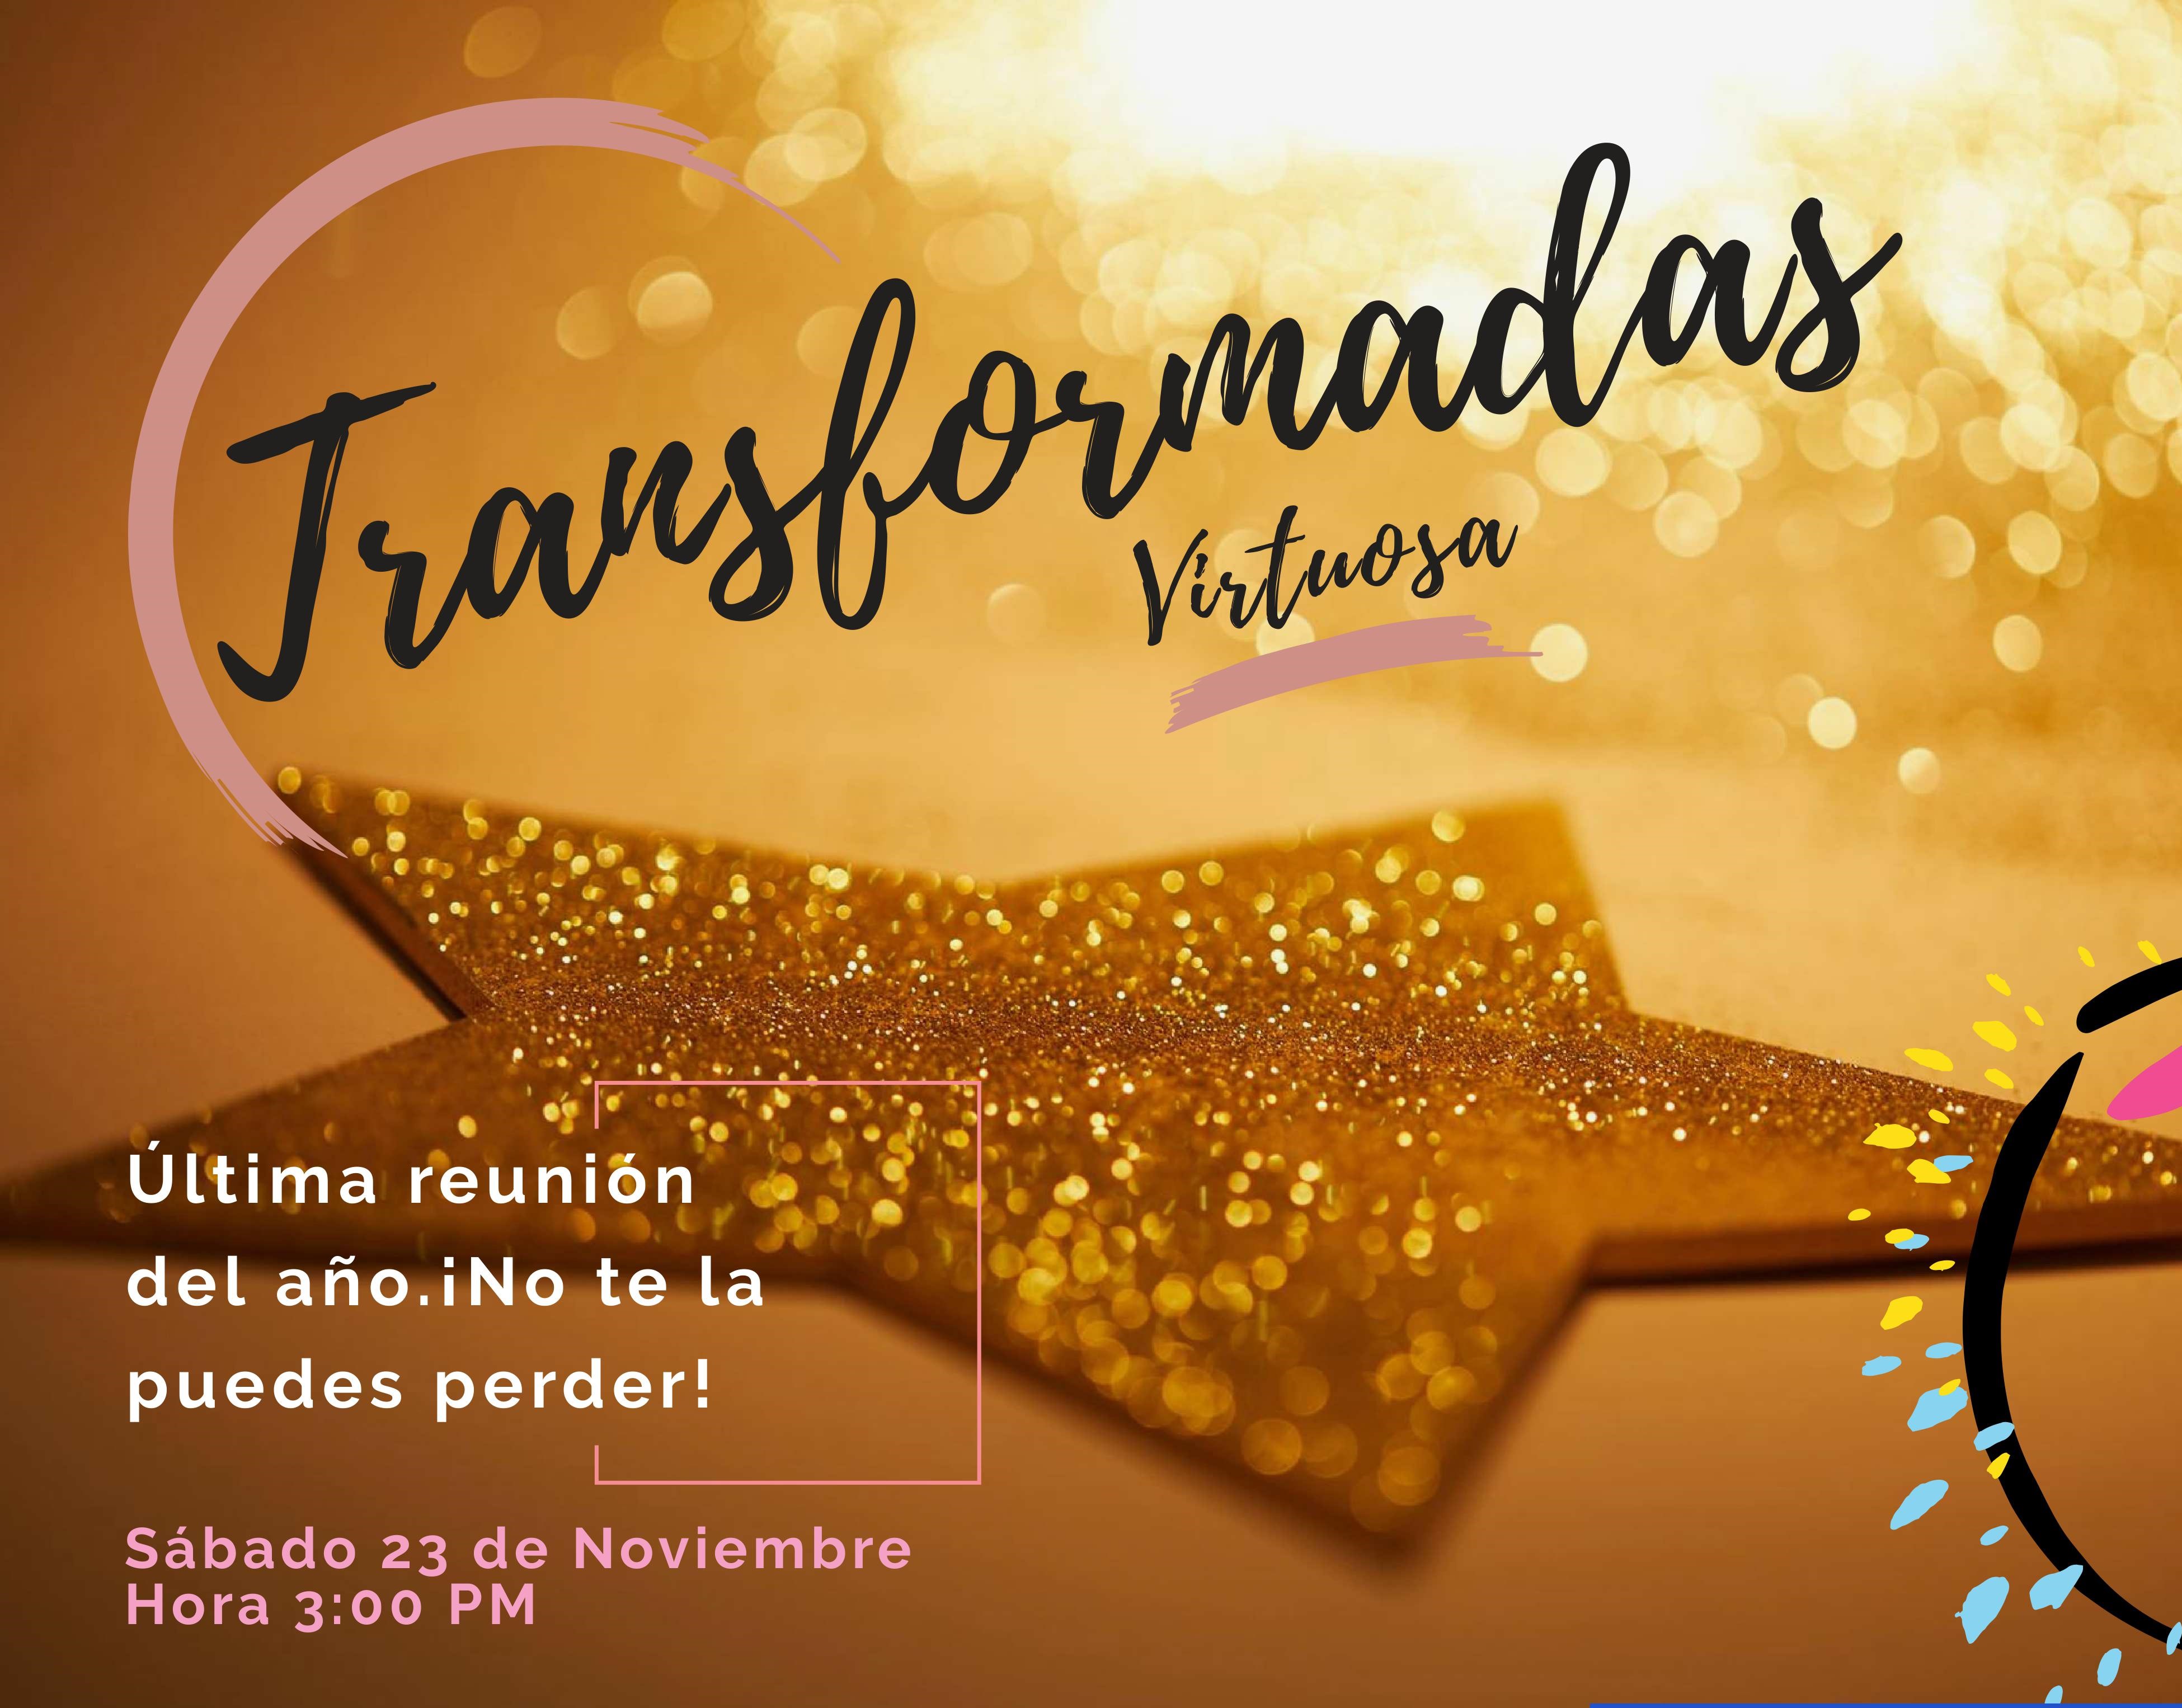 Transformadas
Virtuosa
Última reunión
del año.¡No te la
puedes perder!
Sábado 23 de Noviembre
Hora 3:00 PM